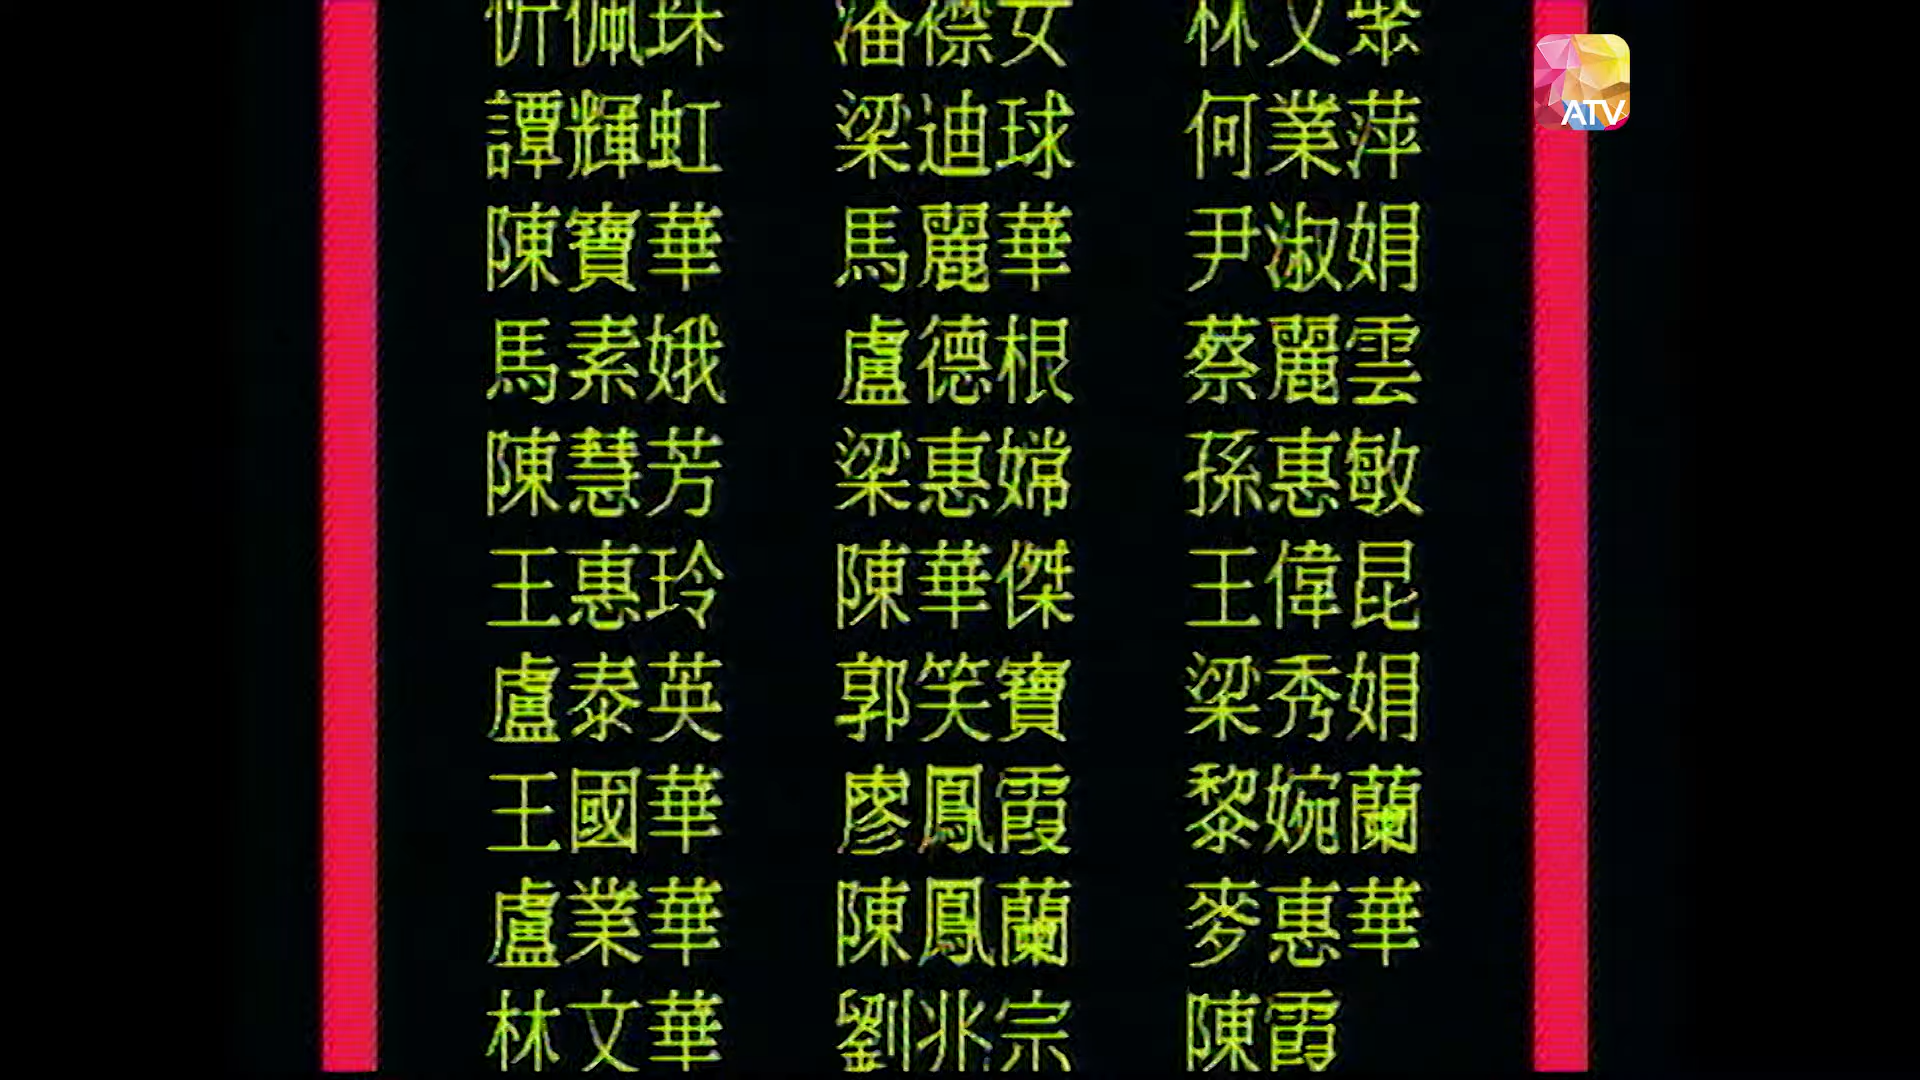 ATV
譚輝虹 梁迪球 何業萍
陳寶華 馬麗華 尹淑娟
馬素娥 盧德根 蔡麗雲
陳慧芳 梁惠嫦 孫惠敏
王惠玲 陳華傑 王偉昆
盧泰英 郭笑寶 梁秀娟
王國華 廖鳳霞 黎婉蘭
盧業華 陳鳳蘭 麥惠華
林文華 劉兆宗 陳霞